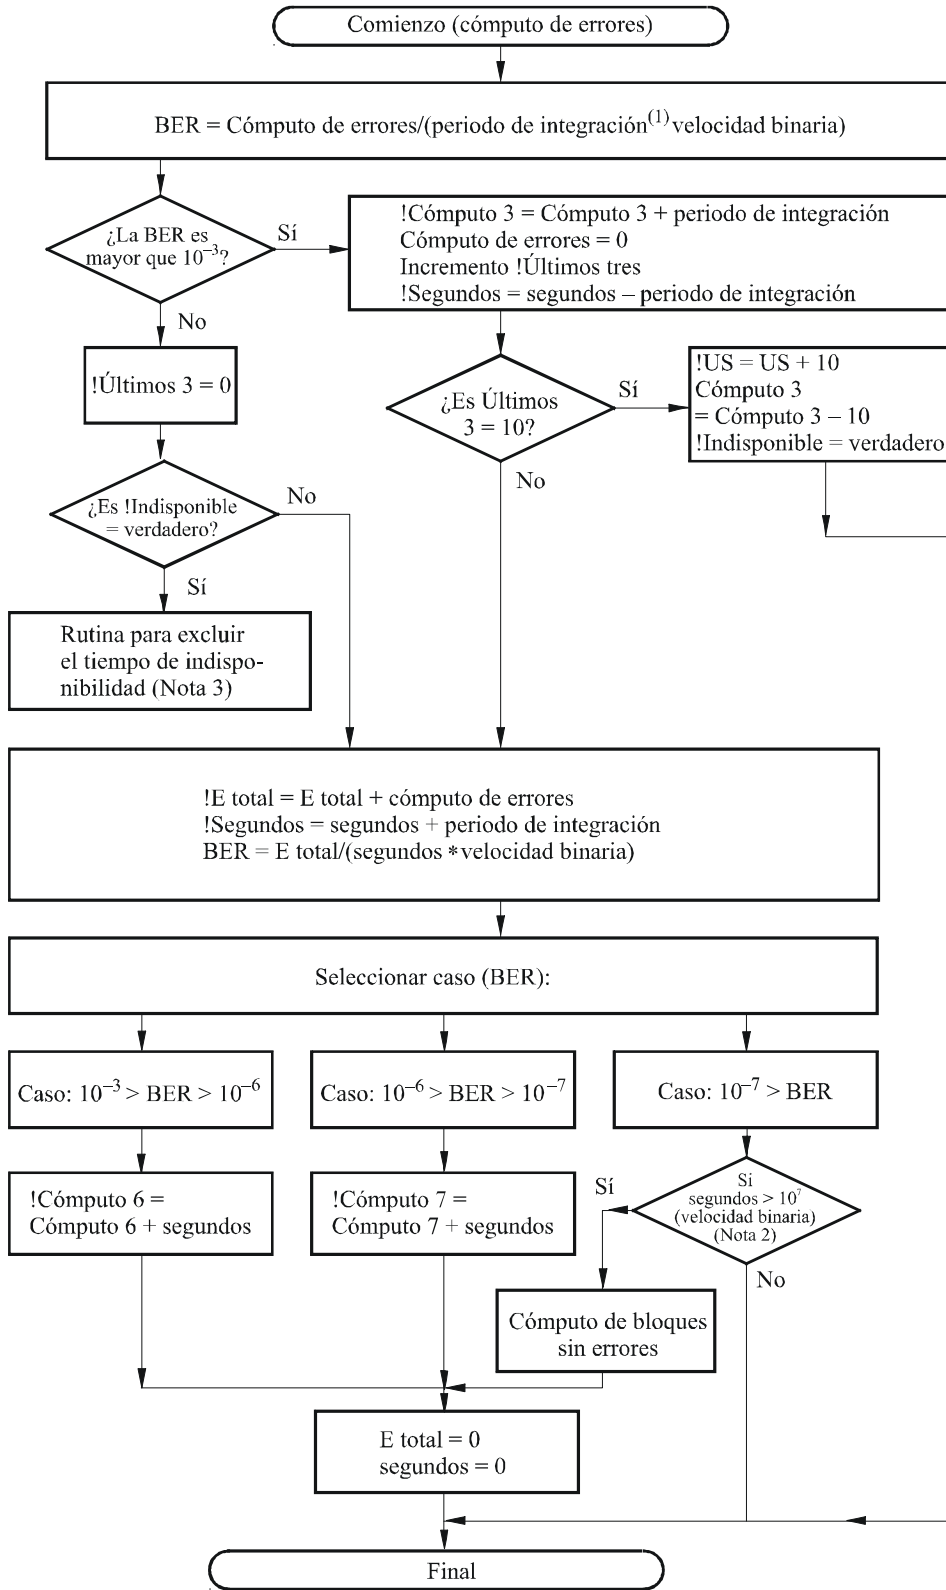 Comienzo (cómputo de errores)
BER = Cómputo de errores/(periodo de integración(1) velocidad binaria)
¿La BER es
mayor que 10–3?
Sí
No
!Cómputo 3 = Cómputo 3 + periodo de integración
Cómputo de errores = 0
Incremento !Últimos tres
!Segundos = segundos – periodo de integración
!Últimos 3 = 0
¿Es Últimos
3 = 10?
Sí
No
!US = US + 10
Cómputo 3
= Cómputo 3 – 10
!Indisponible = verdadero
¿Es !Indisponible
= verdadero?
No
Sí
Rutina para excluir
el tiempo de indispo-
nibilidad (Nota 3)
!E total = E total + cómputo de errores
!Segundos = segundos + periodo de integración
BER = E total/(segundos *velocidad binaria)
Seleccionar caso (BER):
Caso: 10–3 > BER > 10–6
Caso: 10–6 > BER > 10–7
Caso: 10–7 > BER
!Cómputo 6 =
Cómputo 6 + segundos
!Cómputo 7 =
Cómputo 7 + segundos
Sí
Sí
segundos > 107
(velocidad binaria)
(Nota 2)
No
Cómputo de bloques
sin errores
E total = 0
segundos = 0
Final